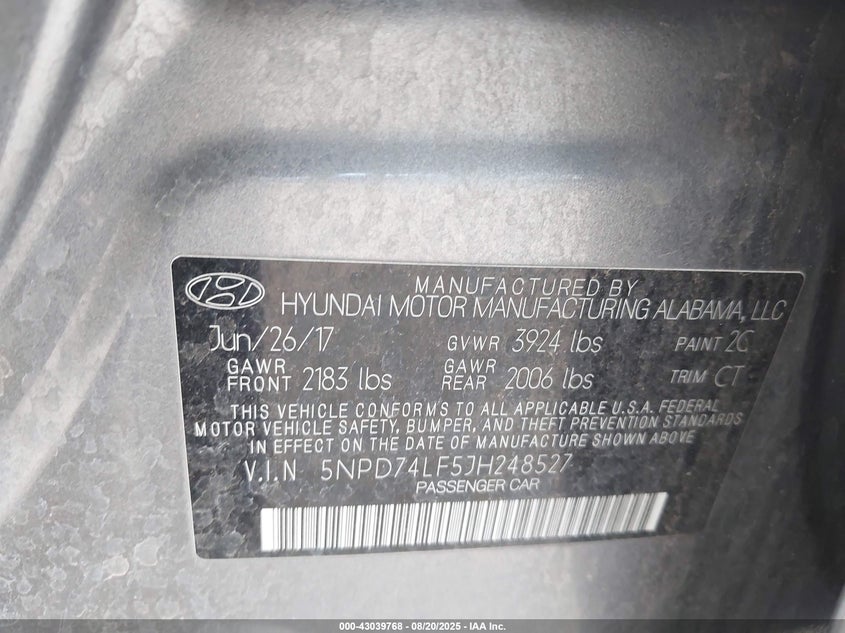 MANUFACTURED BY
HYUNDAI MOTOR MANUFACTURING ALABAMA, LLC
Jun/26/17 GVWR 3924 lbs PAINT 2C
GAWR FRONT 2183 lbs GAWR REAR 2006 lbs TRIM CT
THIS VEHICLE CONFORMS TO ALL APPLICABLE U.S.A. FEDERAL
MOTOR VEHICLE SAFETY, BUMPER, AND THEFT PREVENTION STANDARDS
IN EFFECT ON THE DATE OF MANUFACTURE SHOWN ABOVE
V.I.N 5NPD74LF5JH248527
PASSENGER CAR
000-43039768 - 08/20/2025 - IAA Inc.